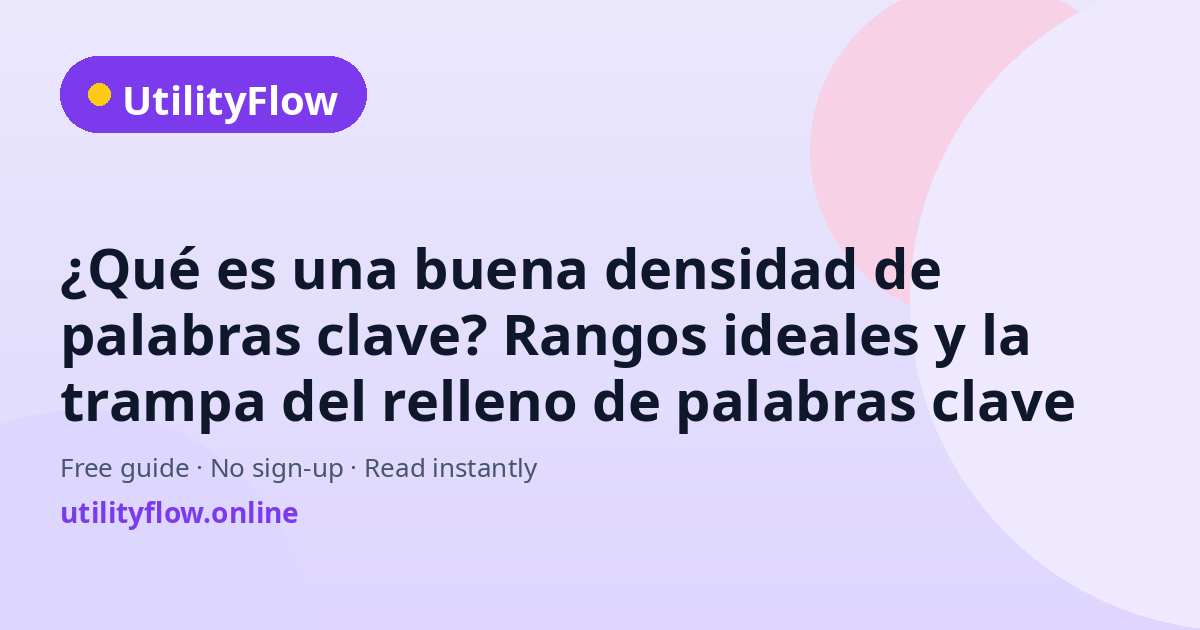 UtilityFlow
¿Qué es una buena densidad de
palabras clave? Rangos ideales y la
trampa del relleno de palabras clave
Free guide · No sign-up · Read instantly
utilityflow.online